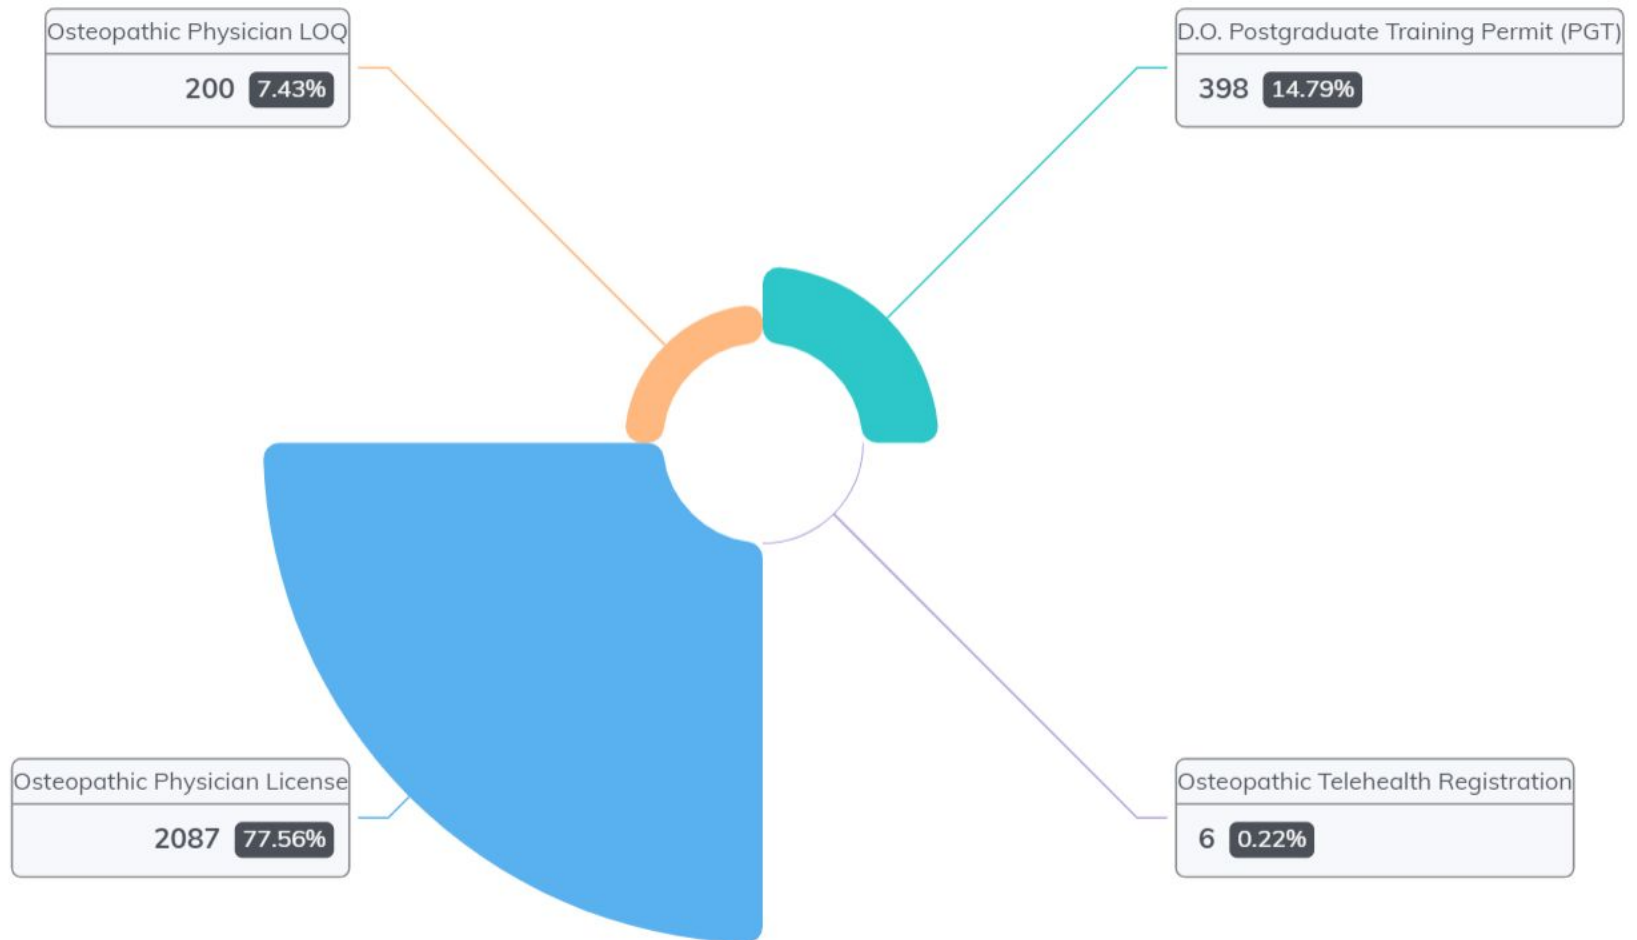 Osteopathic Physician LOQ
200 7.43%
D.O. Postgraduate Training Permit (PGT)
398 14.79%
Osteopathic Physician License
2087 77.56%
Osteopathic Telehealth Registration
6 0.22%